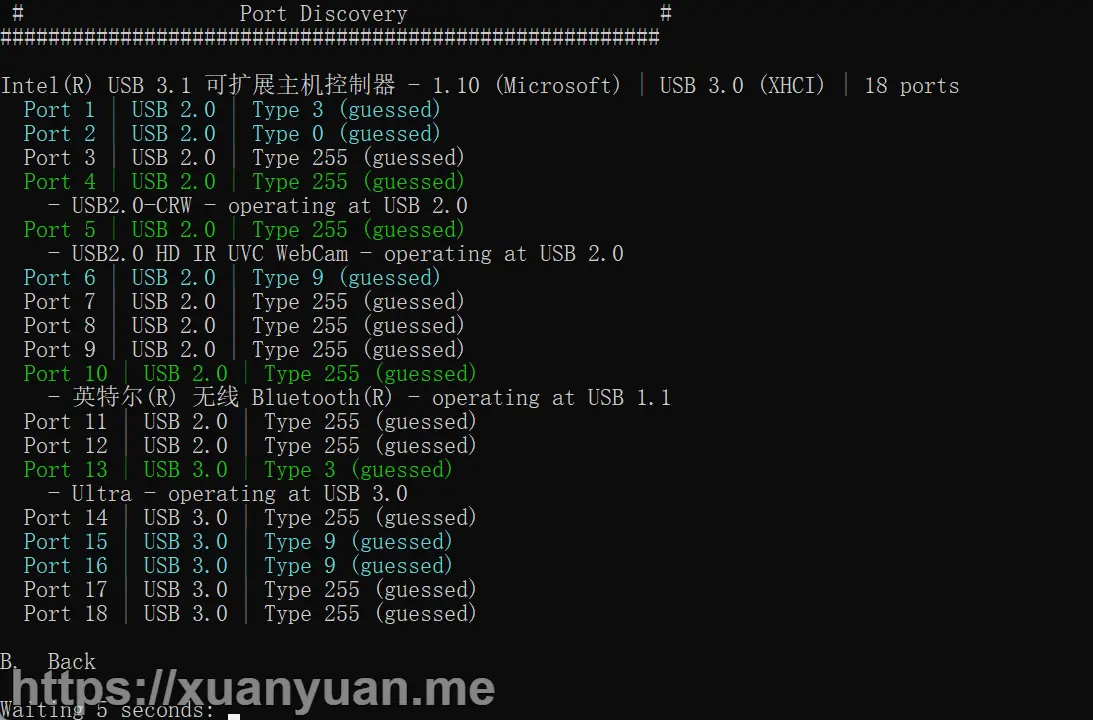 # Port Discovery #
#######################################################
Intel(R) USB 3.1 可扩展主机控制器 - 1.10 (Microsoft) | USB 3.0 (XHCI) | 18 ports
Port 1 | USB 2.0 | Type 3 (guessed)
Port 2 | USB 2.0 | Type 0 (guessed)
Port 3 | USB 2.0 | Type 255 (guessed)
Port 4 | USB 2.0 | Type 255 (guessed)
- USB2.0-CRW - operating at USB 2.0
Port 5 | USB 2.0 | Type 255 (guessed)
- USB2.0 HD IR UVC WebCam - operating at USB 2.0
Port 6 | USB 2.0 | Type 9 (guessed)
Port 7 | USB 2.0 | Type 255 (guessed)
Port 8 | USB 2.0 | Type 255 (guessed)
Port 9 | USB 2.0 | Type 255 (guessed)
Port 10 | USB 2.0 | Type 255 (guessed)
- 英特尔(R) 无线 Bluetooth(R) - operating at USB 1.1
Port 11 | USB 2.0 | Type 255 (guessed)
Port 12 | USB 2.0 | Type 255 (guessed)
Port 13 | USB 3.0 | Type 3 (guessed)
- Ultra - operating at USB 3.0
Port 14 | USB 3.0 | Type 255 (guessed)
Port 15 | USB 3.0 | Type 9 (guessed)
Port 16 | USB 3.0 | Type 9 (guessed)
Port 17 | USB 3.0 | Type 255 (guessed)
Port 18 | USB 3.0 | Type 255 (guessed)
B. Back
https://xuanyuan.me
Waiting 5 seconds: